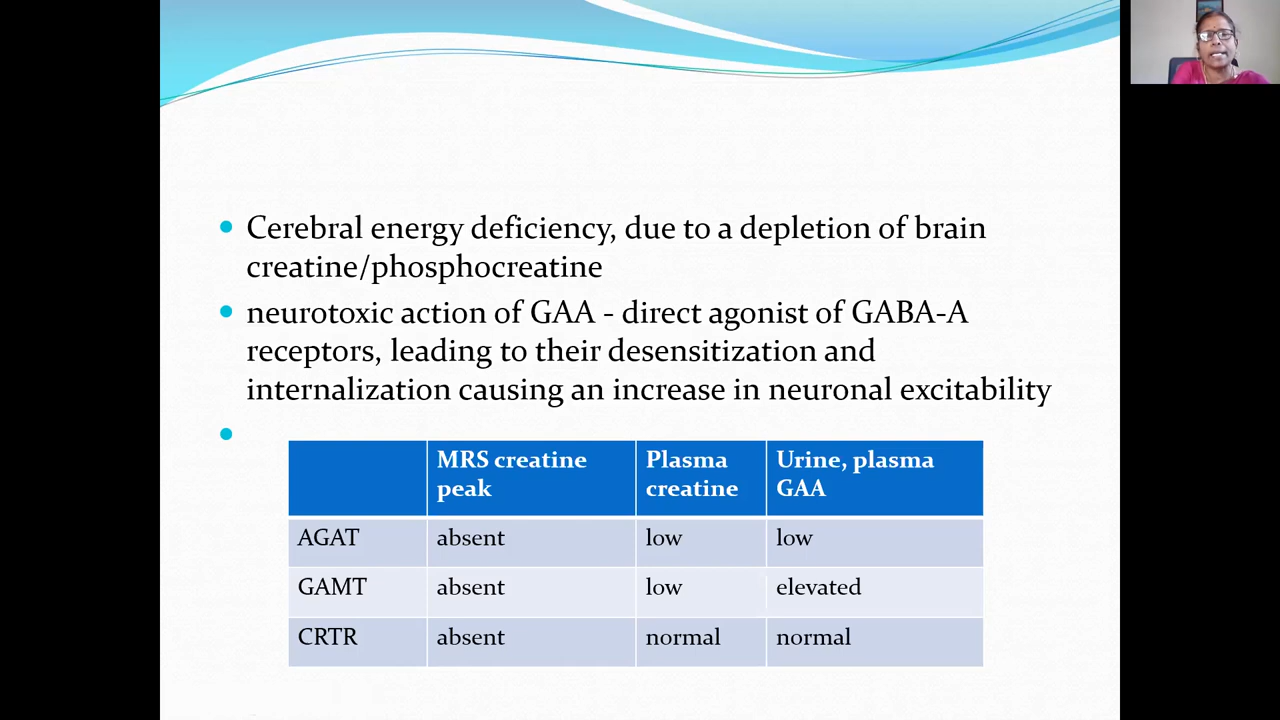 Cerebral energy deficiency, due to a depletion of brain
creatine/phosphocreatine
neurotoxic action of GAA - direct agonist of GABA-A
receptors, leading to their desensitization and
internalization causing an increase in neuronal excitability
MRS creatine peak Plasma creatine Urine, plasma GAA
AGAT absent low low
GAMT absent low elevated
CRTR absent normal normal